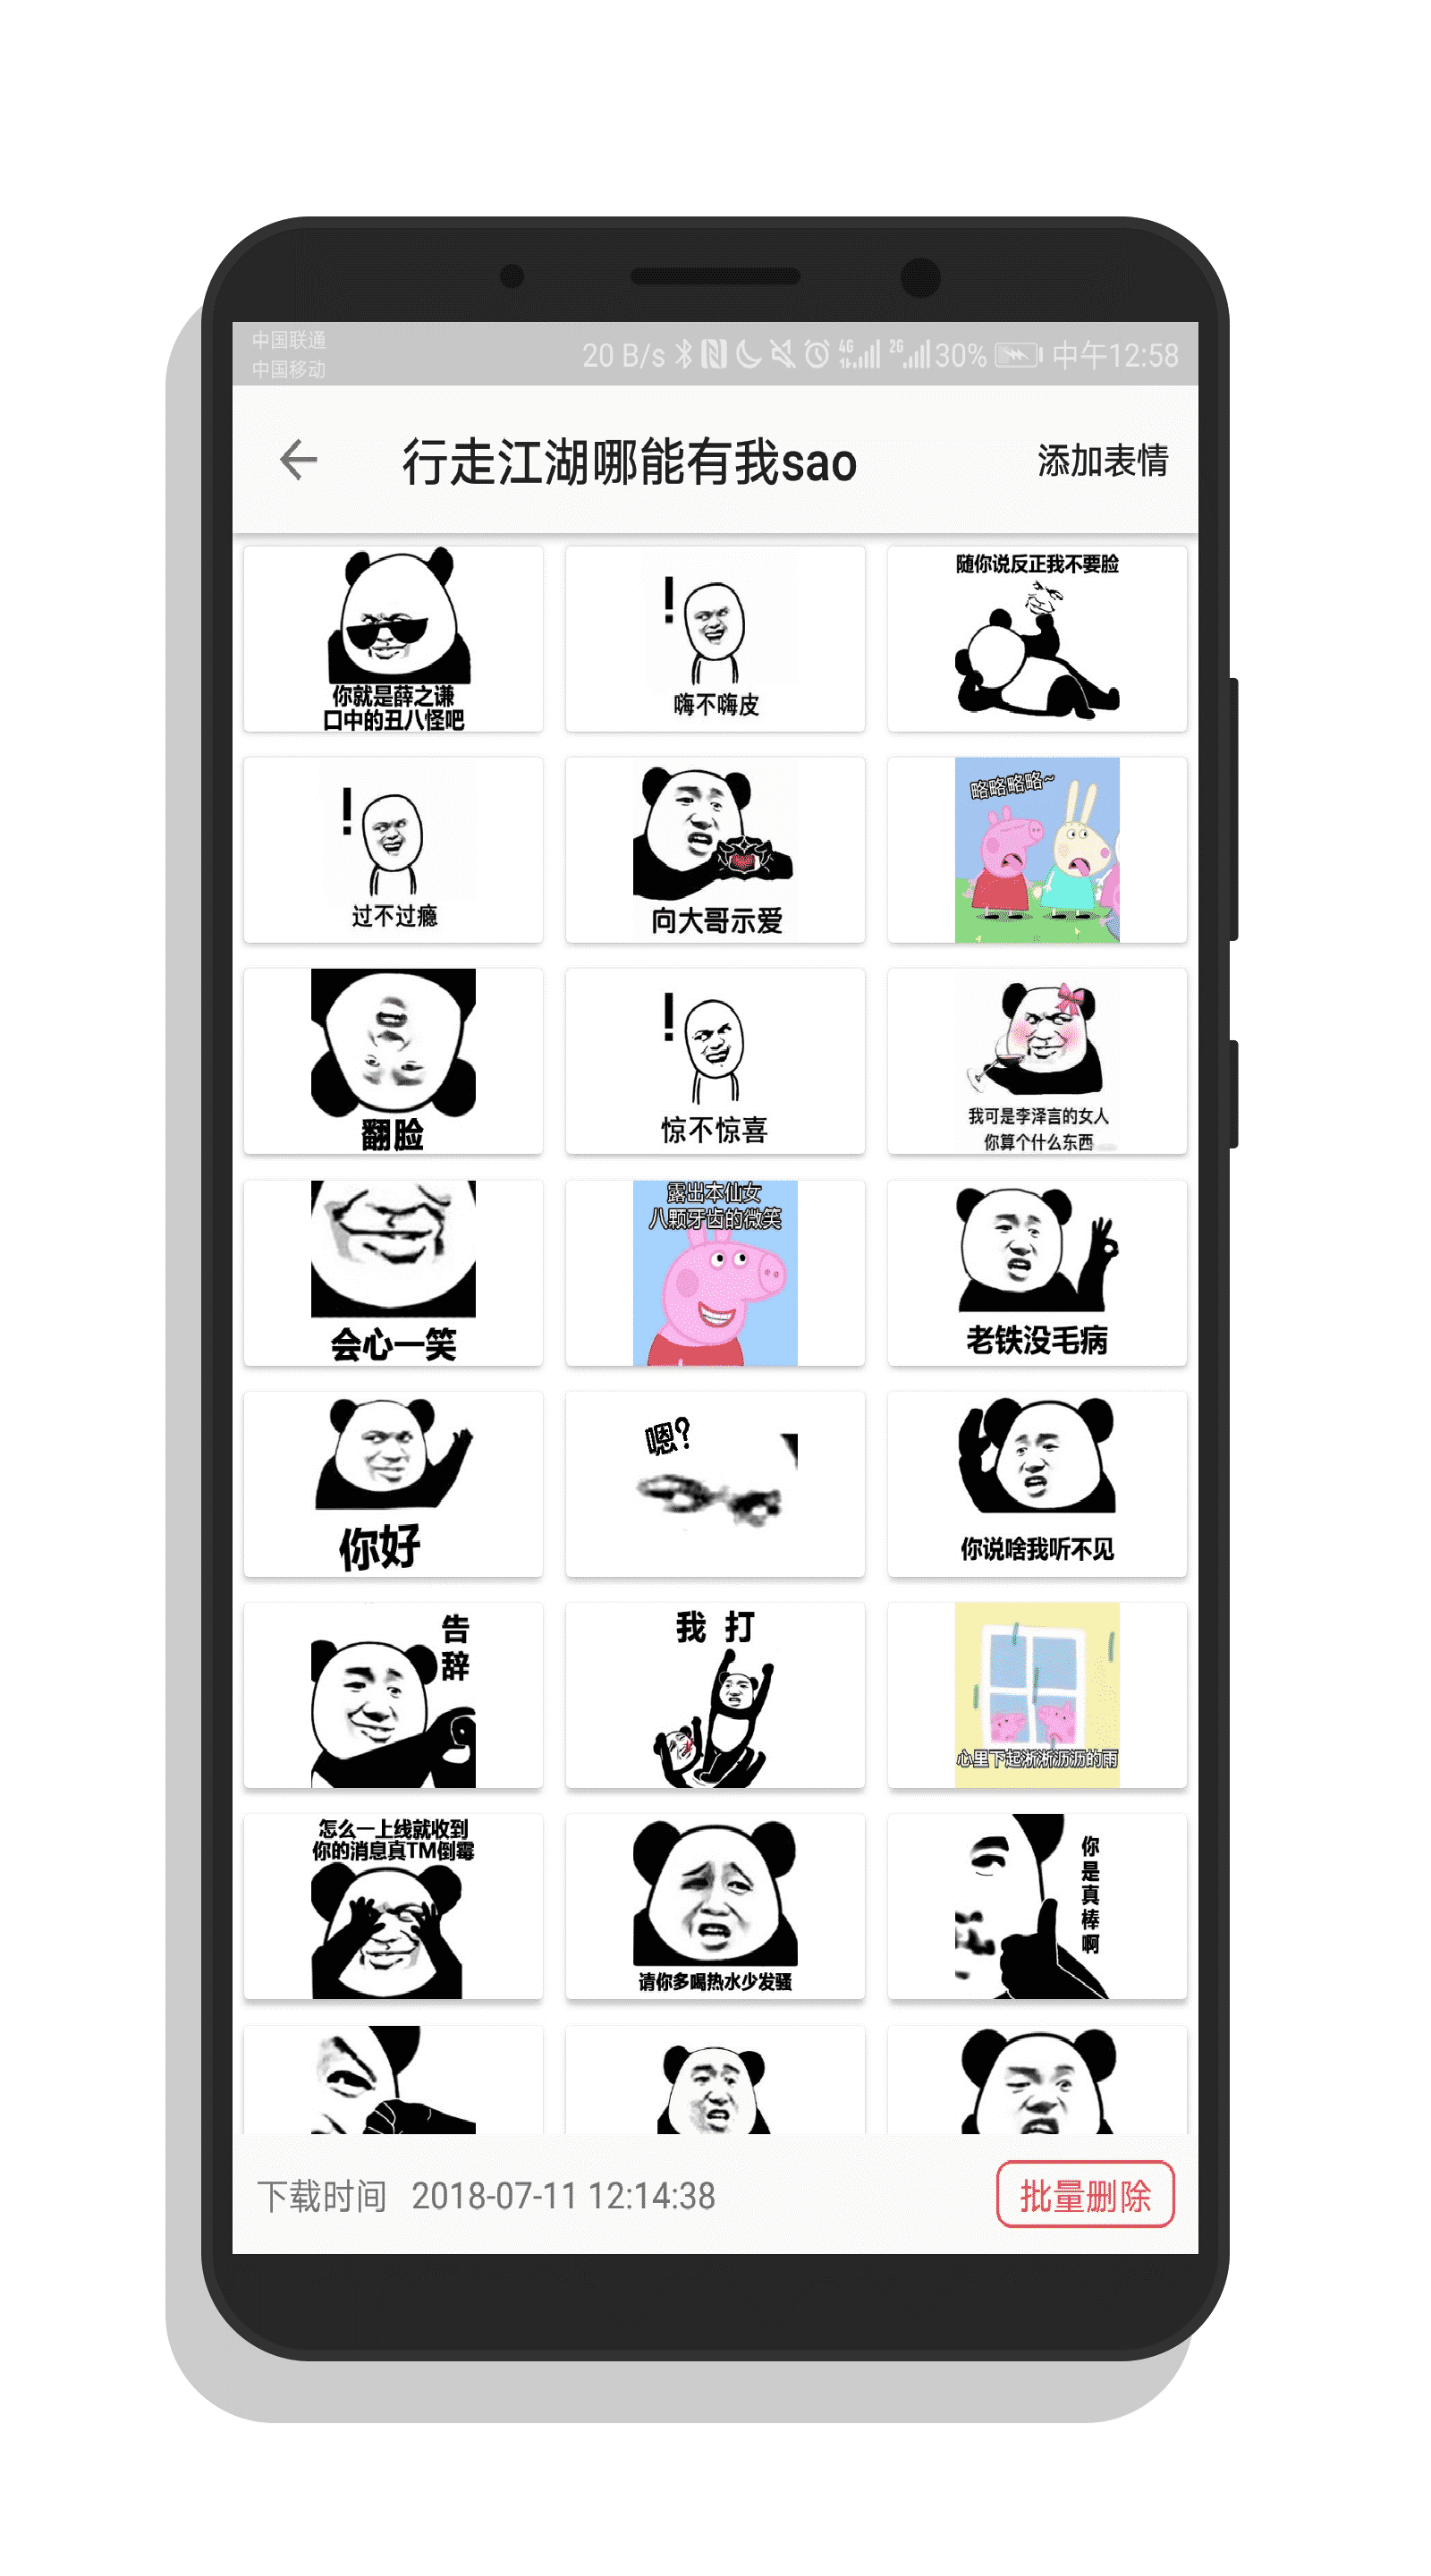 中国联通
中国移动
20 B/s
4G
2G
30%
中午12:58
行走江湖哪能有我sao
添加表情
你就是薛之谦
口中的丑八怪吧
!
嗨不嗨皮
随你说反正我不要脸
!
过不过瘾
向大哥示爱
略略略略~
翻脸
!
惊不惊喜
我可是李泽言的女人
你算个什么东西
会心一笑
露出本仙女
八颗牙齿的微笑
老铁没毛病
你好
嗯?
你说啥我听不见
告辞
我 打
心里下起淅淅沥沥的雨
怎么一上线就收到
你的消息真TM倒霉
请你多喝热水少发骚
你是真棒啊
下载时间 2018-07-11 12:14:38
批量删除